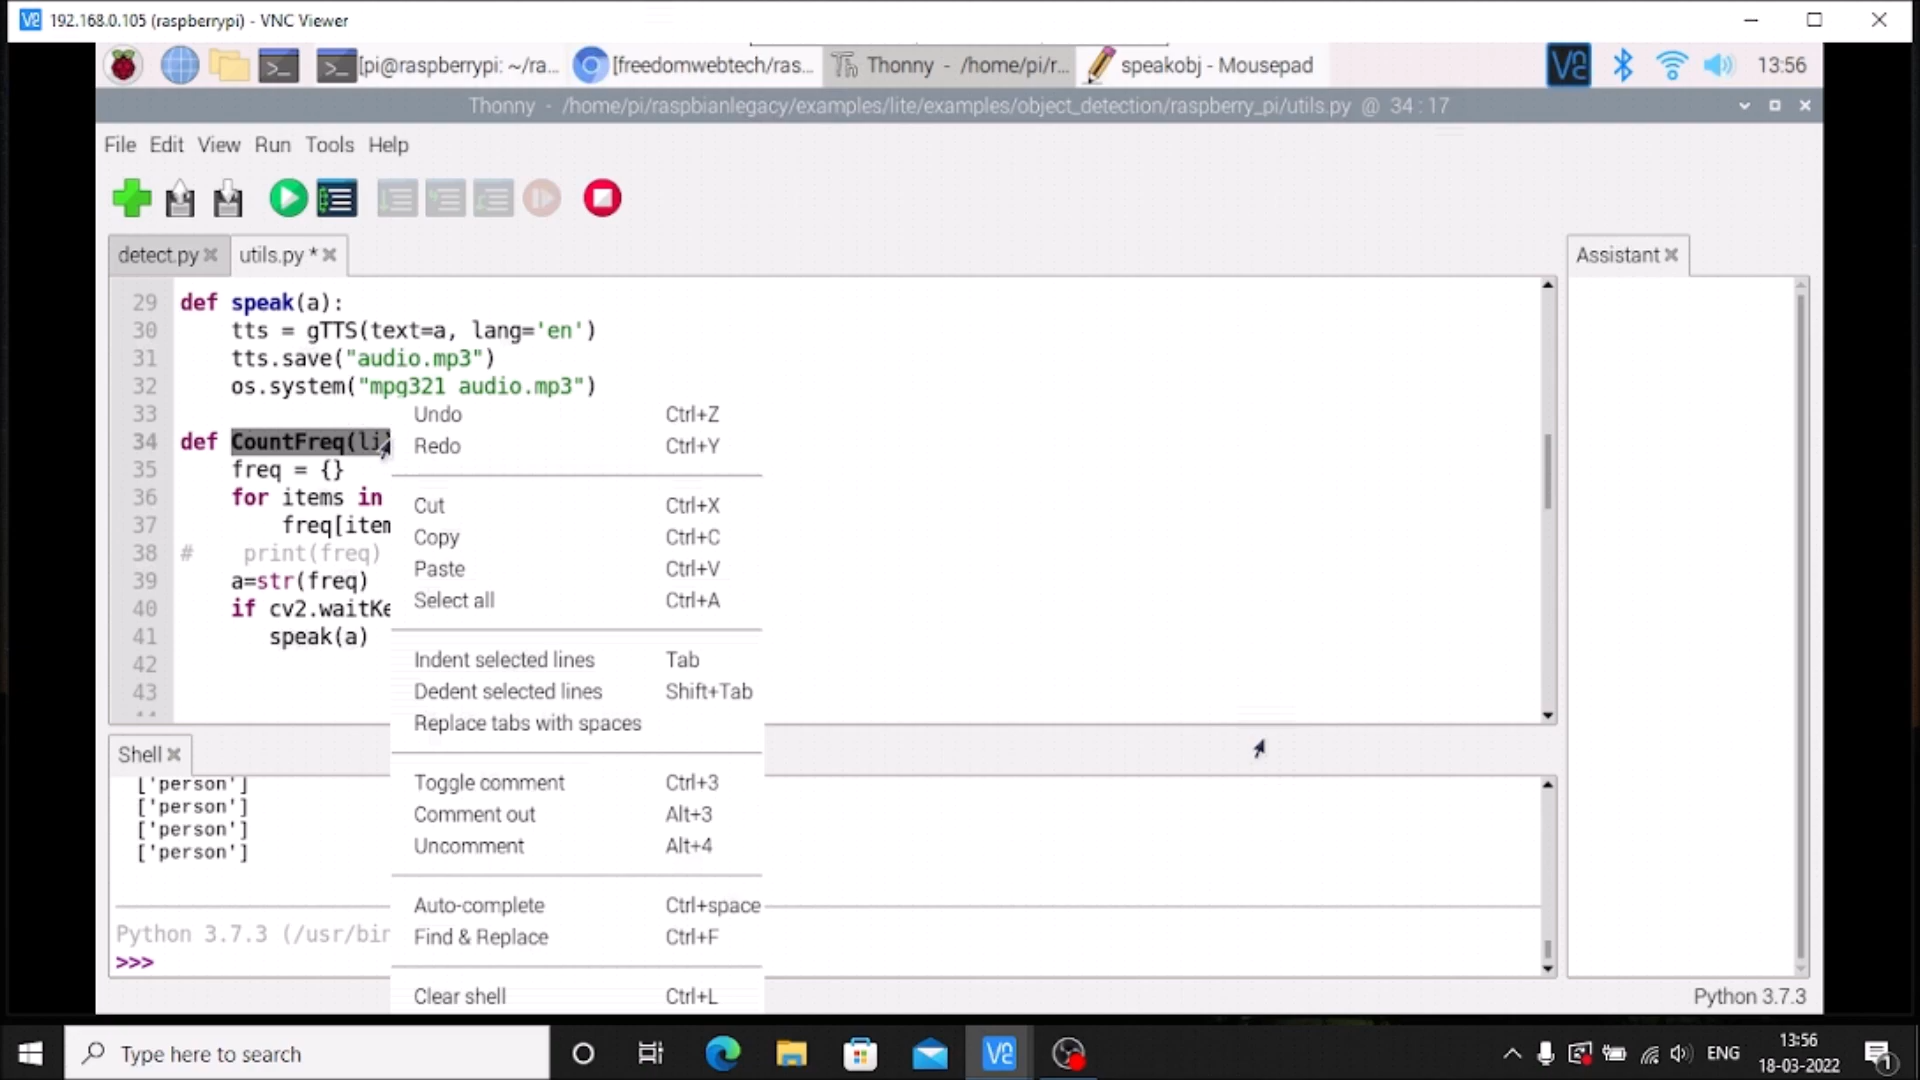 192.168.0.105 (raspberrypi) - VNC Viewer
[pi@raspberrypi: ~/ra...
[freedomwebtech/ras...
Thonny - /home/pi/r...
speakobj - Mousepad
13:56
Thonny - /home/pi/raspbianlegacy/examples/lite/examples/object_detection/raspberry_pi/utils.py @ 34 : 17
File Edit View Run Tools Help
detect.py
utils.py *
Assistant
29 def speak(a):
30 tts = gTTS(text=a, lang='en')
31 tts.save("audio.mp3")
32 os.system("mpg321 audio.mp3")
33
34 def CountFreq(li)
35 freq = {}
36 for items in
37 freq[item
38 # print(freq)
39 a=str(freq)
40 if cv2.waitKe
41 speak(a)
42
43
Undo Ctrl+Z
Redo Ctrl+Y
Cut Ctrl+X
Copy Ctrl+C
Paste Ctrl+V
Select all Ctrl+A
Indent selected lines Tab
Dedent selected lines Shift+Tab
Replace tabs with spaces
Toggle comment Ctrl+3
Comment out Alt+3
Uncomment Alt+4
Auto-complete Ctrl+space
Find & Replace Ctrl+F
Clear shell Ctrl+L
Shell
['person']
['person']
['person']
['person']
Python 3.7.3 (/usr/bin
>>>
Python 3.7.3
Type here to search
ENG
13:56
18-03-2022
1